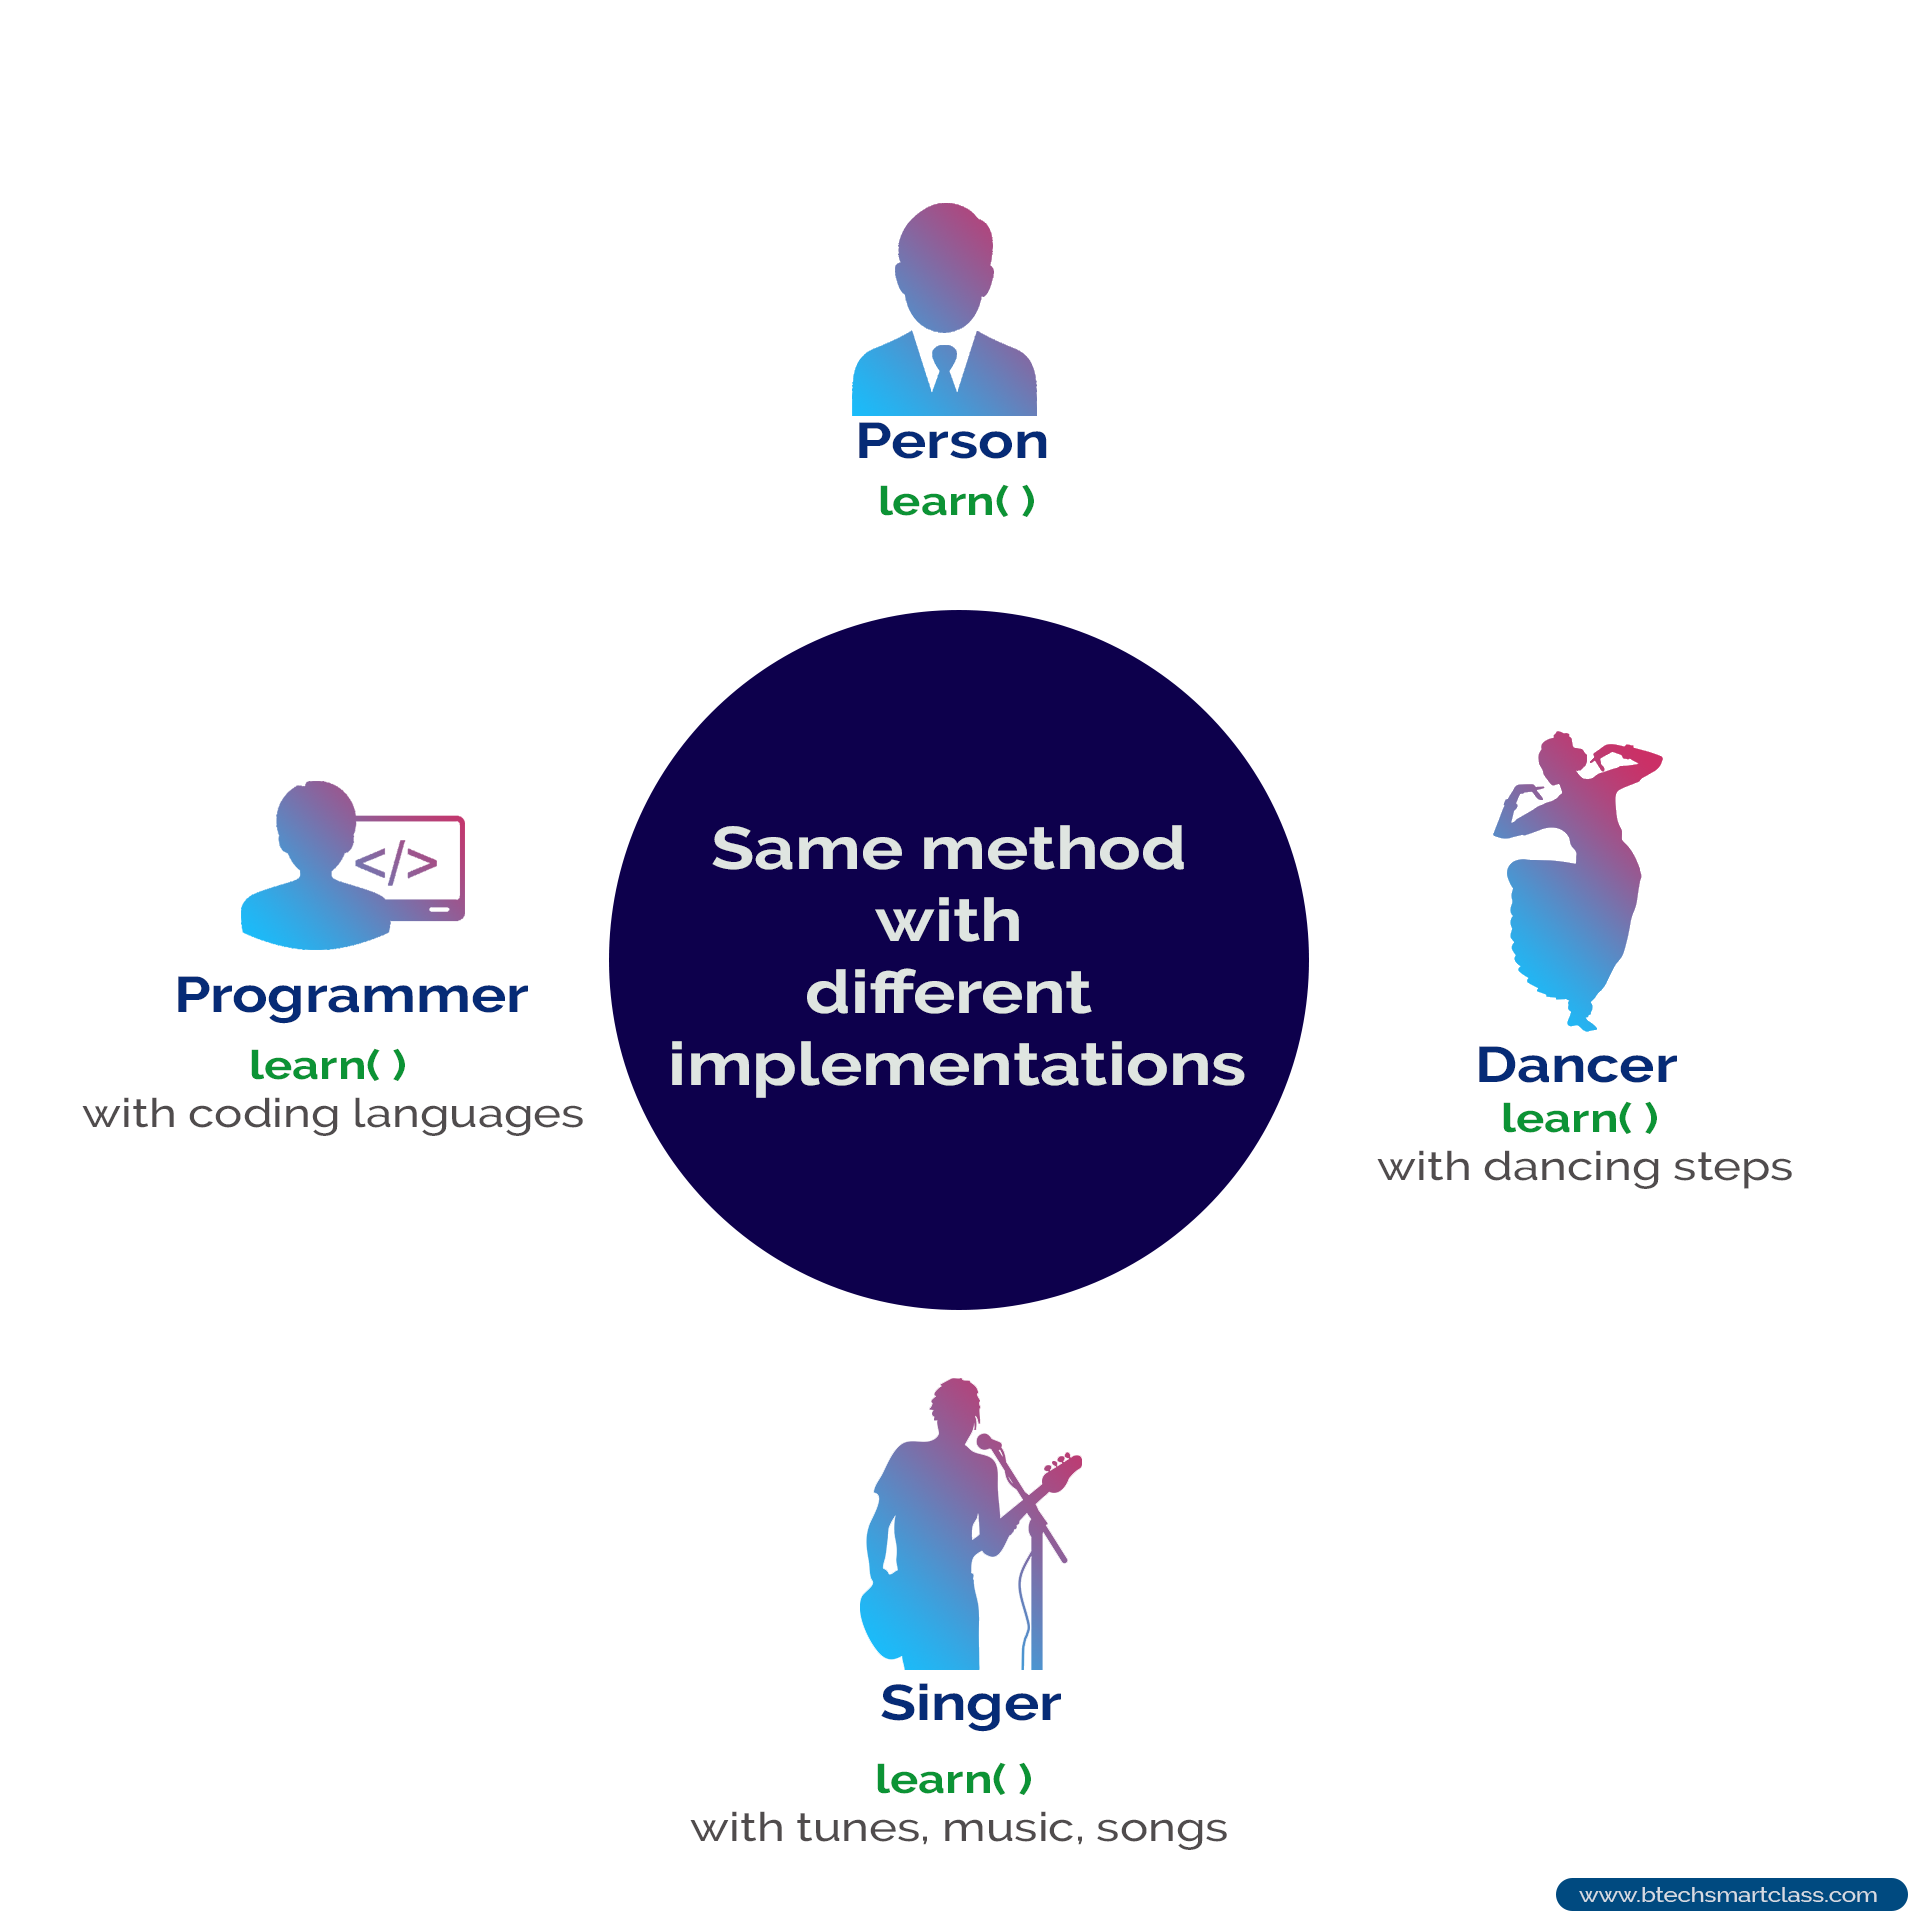 Person
learn( )
Same method
with
different
implementations
</>
Programmer
learn( )
with coding languages
Dancer
learn( )
with dancing steps
Singer
learn( )
with tunes, music, songs
www.btechsmartclass.com